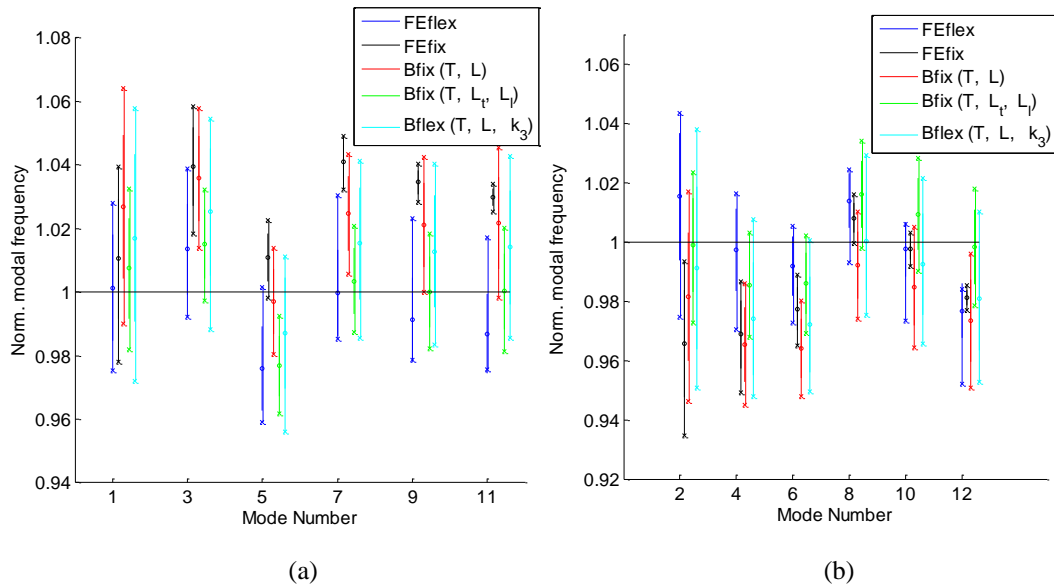 FEflex
FEfix
Bfix (T, L)
Bfix (T, Lt, Ll)
Bflex (T, L, k3)
1.08
1.06
1.04
1.02
1
0.98
0.96
0.94
Norm. modal frequency
1 3 5 7 9 11
Mode Number
(a)
FEflex
FEfix
Bfix (T, L)
Bfix (T, Lt, Ll)
Bflex (T, L, k3)
1.06
1.04
1.02
1
0.98
0.96
0.94
0.92
Norm. modal frequency
2 4 6 8 10 12
Mode Number
(b)